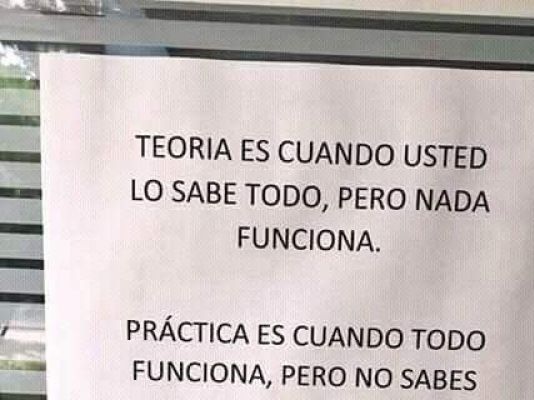 TEORIA ES CUANDO USTED
LO SABE TODO, PERO NADA
FUNCIONA.
PRÁCTICA ES CUANDO TODO
FUNCIONA, PERO NO SABES